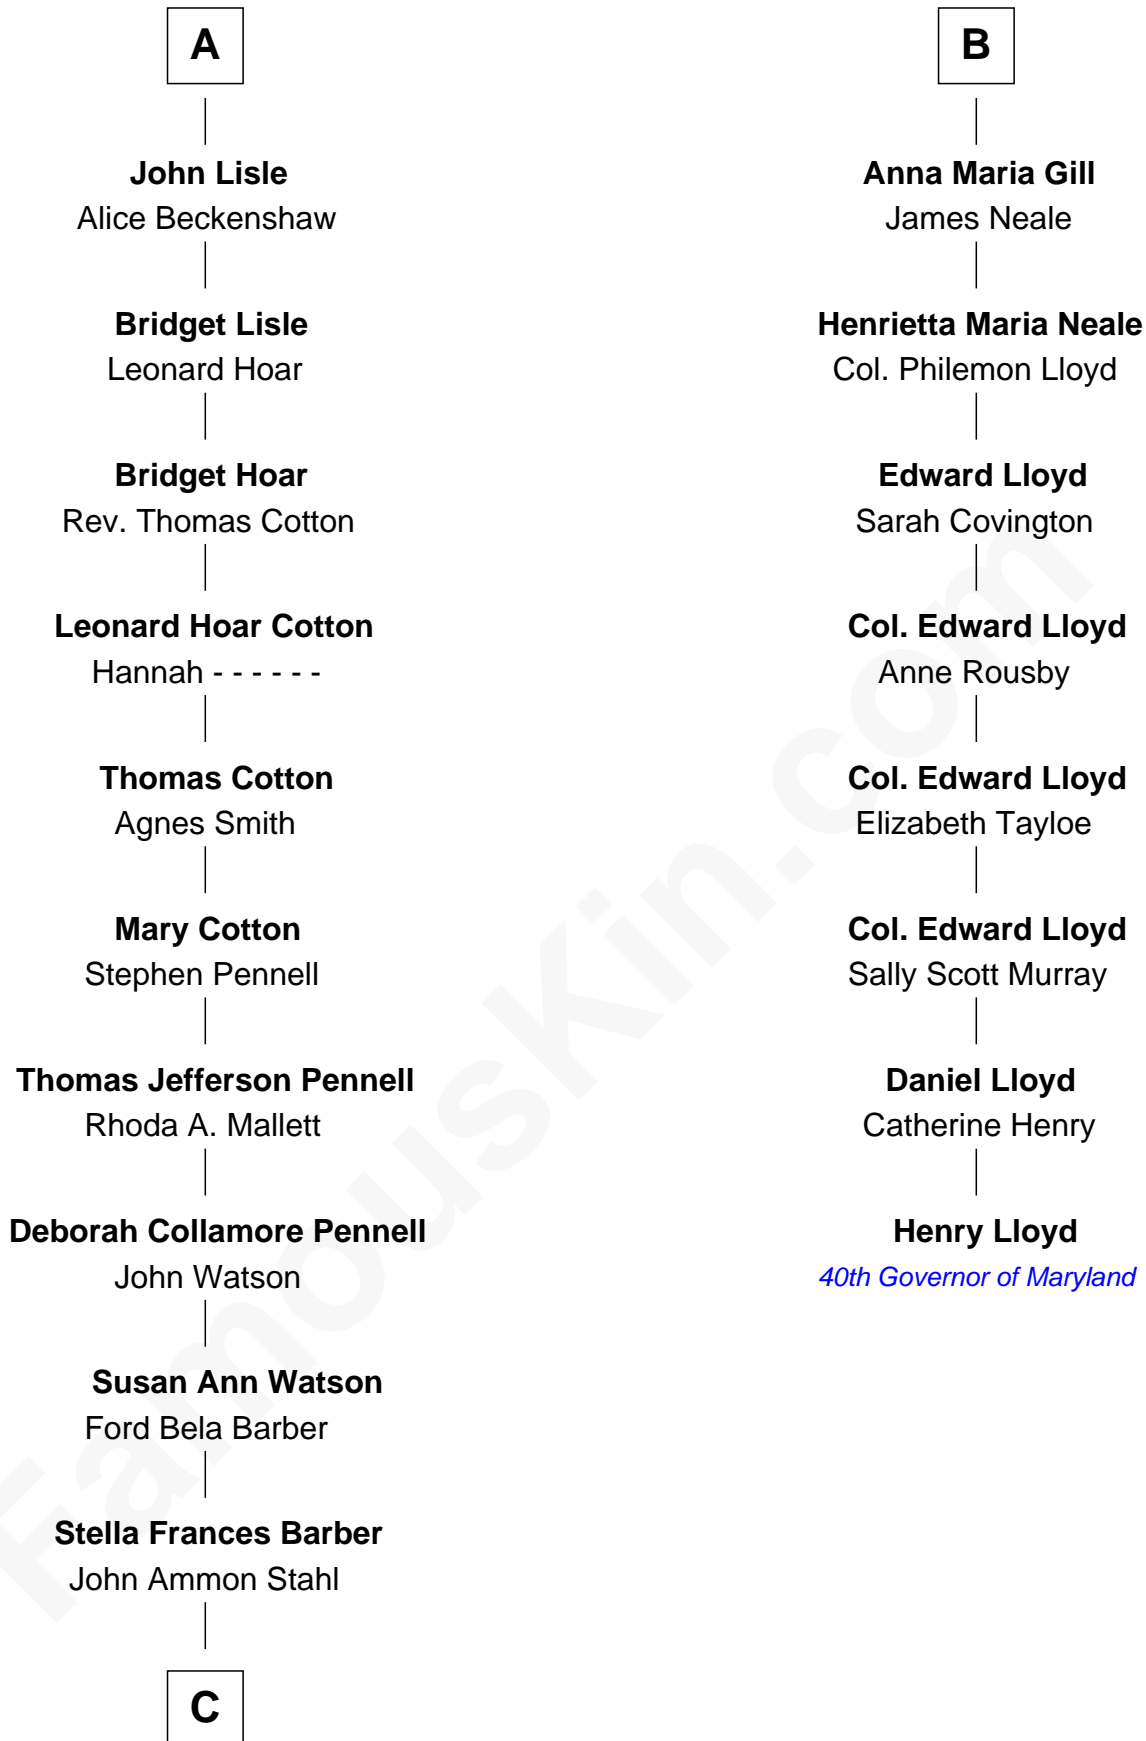 A
John Lisle
Alice Beckenshaw
Bridget Lisle
Leonard Hoar
Bridget Hoar
Rev. Thomas Cotton
Leonard Hoar Cotton
Hannah - - - - - -
Thomas Cotton
Agnes Smith
Mary Cotton
Stephen Pennell
Thomas Jefferson Pennell
Rhoda A. Mallett
Deborah Collamore Pennell
John Watson
Susan Ann Watson
Ford Bela Barber
Stella Frances Barber
John Ammon Stahl
C
B
Anna Maria Gill
James Neale
Henrietta Maria Neale
Col. Philemon Lloyd
Edward Lloyd
Sarah Covington
Col. Edward Lloyd
Anne Rousby
Col. Edward Lloyd
Elizabeth Tayloe
Col. Edward Lloyd
Sally Scott Murray
Daniel Lloyd
Catherine Henry
Henry Lloyd
40th Governor of Maryland
FamousKin.com